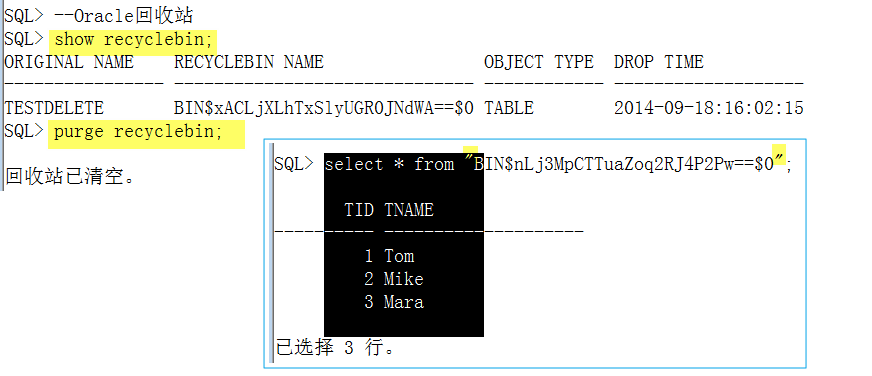 SQL> --Oracle回收站
SQL> show recyclebin;
ORIGINAL NAME    RECYCLEBIN NAME                OBJECT TYPE  DROP TIME
---------------- ------------------------------ ------------ -------------------
TESTDELETE       BIN$xACLjXLhTxSlyUGR0JNdWA==$0 TABLE        2014-09-18:16:02:15
SQL> purge recyclebin;
回收站已清空。
SQL> select * from "BIN$nLj3MpCTTuaZoq2RJ4P2Pw==$0";
       TID TNAME
---------- --------------------
         1 Tom
         2 Mike
         3 Mara
已选择 3 行。